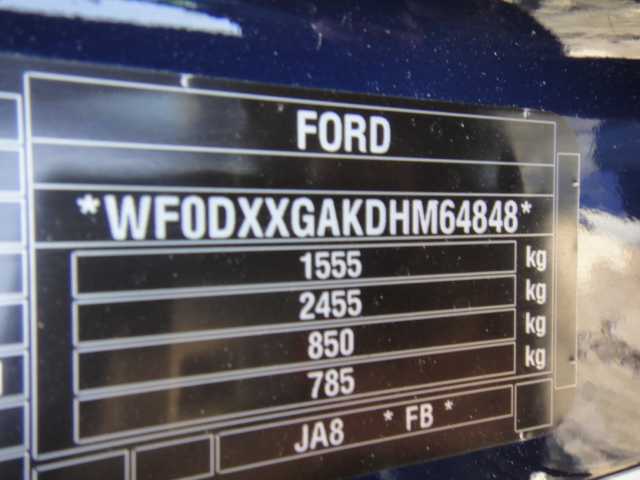 FORD
*WF0DXXGAKDHM64848*
1555 kg
2455 kg
850 kg
785 kg
JA8 * FB *